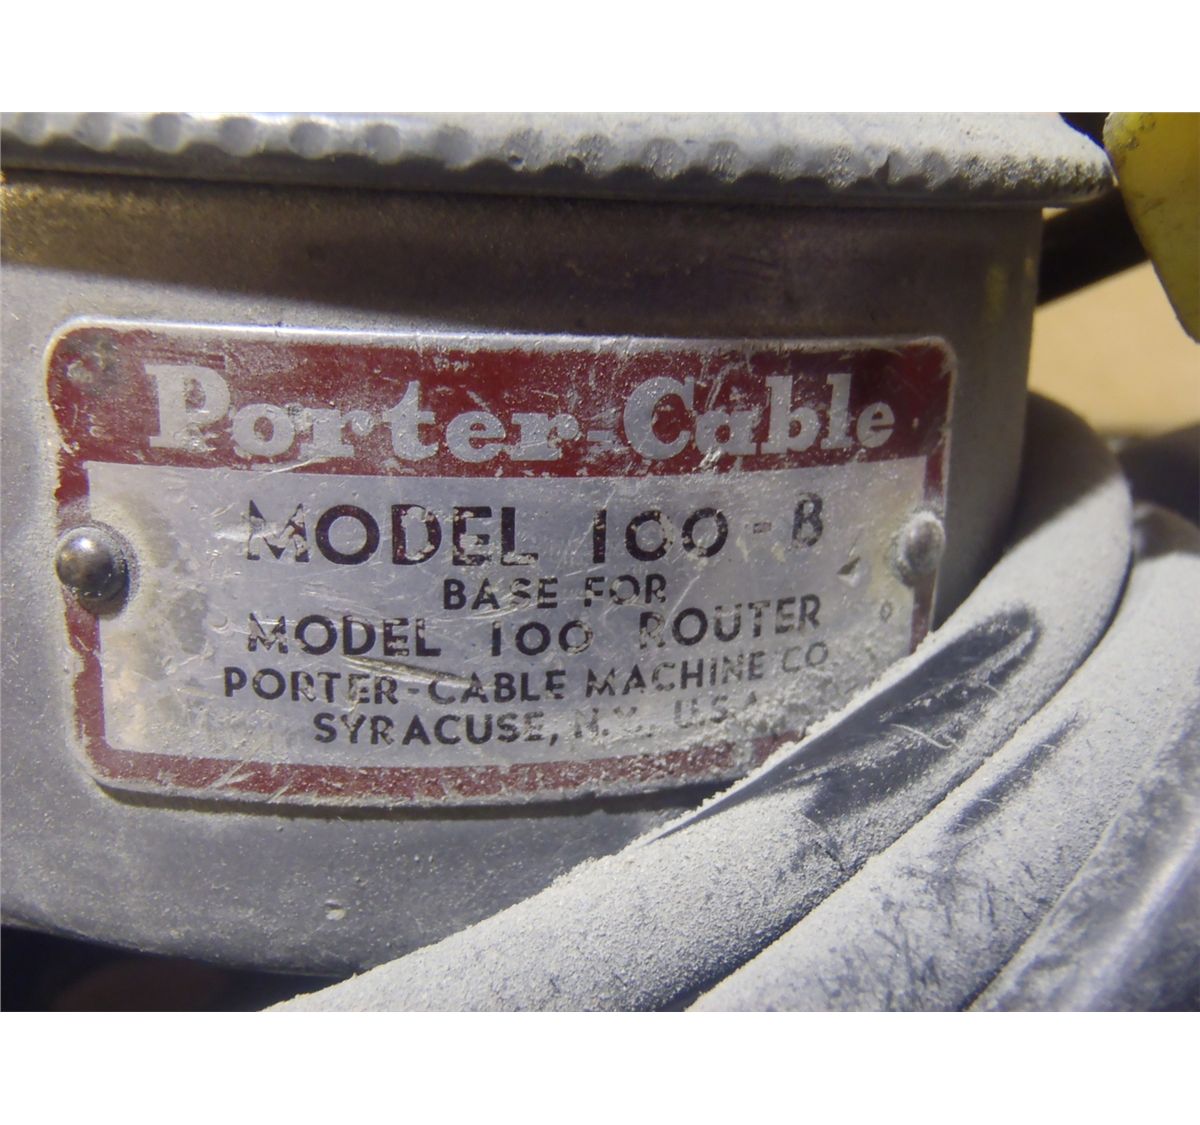 Porter-Cable
MODEL 100-B
BASE FOR
MODEL 100 ROUTER
PORTER-CABLE MACHINE CO
SYRACUSE, N.Y. U.S.A.